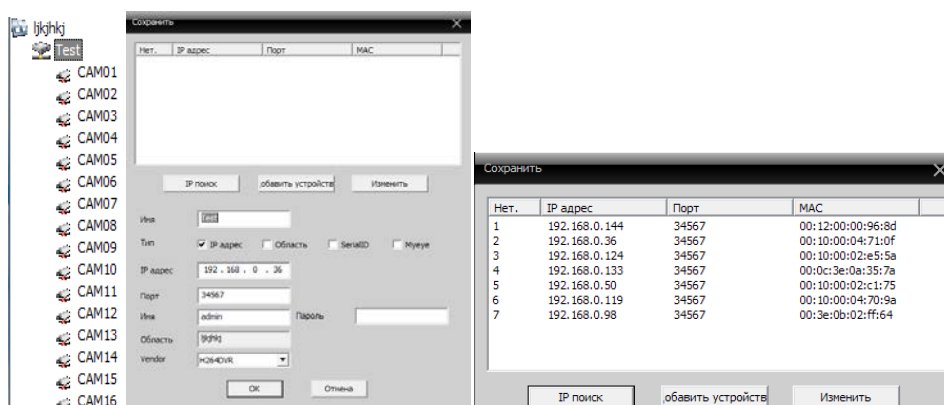 ljkjhkj
Test
CAM01
CAM02
CAM03
CAM04
CAM05
CAM06
CAM07
CAM08
CAM09
CAM10
CAM11
CAM12
CAM13
CAM14
CAM15
CAM16
Сохранить
Нет. IP адрес Порт MAC
IP поиск обавить устройств Изменить
Имя Test
Тип IP адрес Область SerialID Myeye
IP адрес 192 . 168 . 0 . 36
Порт 34567
Имя admin Пароль
Область ljkjhkj
Vendor H264DVR
OK Отмена
Сохранить
Нет. IP адрес Порт MAC
1 192.168.0.144 34567 00:12:00:00:96:8d
2 192.168.0.36 34567 00:10:00:04:71:0f
3 192.168.0.124 34567 00:10:00:02:e5:5a
4 192.168.0.133 34567 00:0c:3e:0a:35:7a
5 192.168.0.50 34567 00:10:00:02:c1:75
6 192.168.0.119 34567 00:10:00:04:70:9a
7 192.168.0.98 34567 00:3e:0b:02:ff:64
IP поиск обавить устройств Изменить